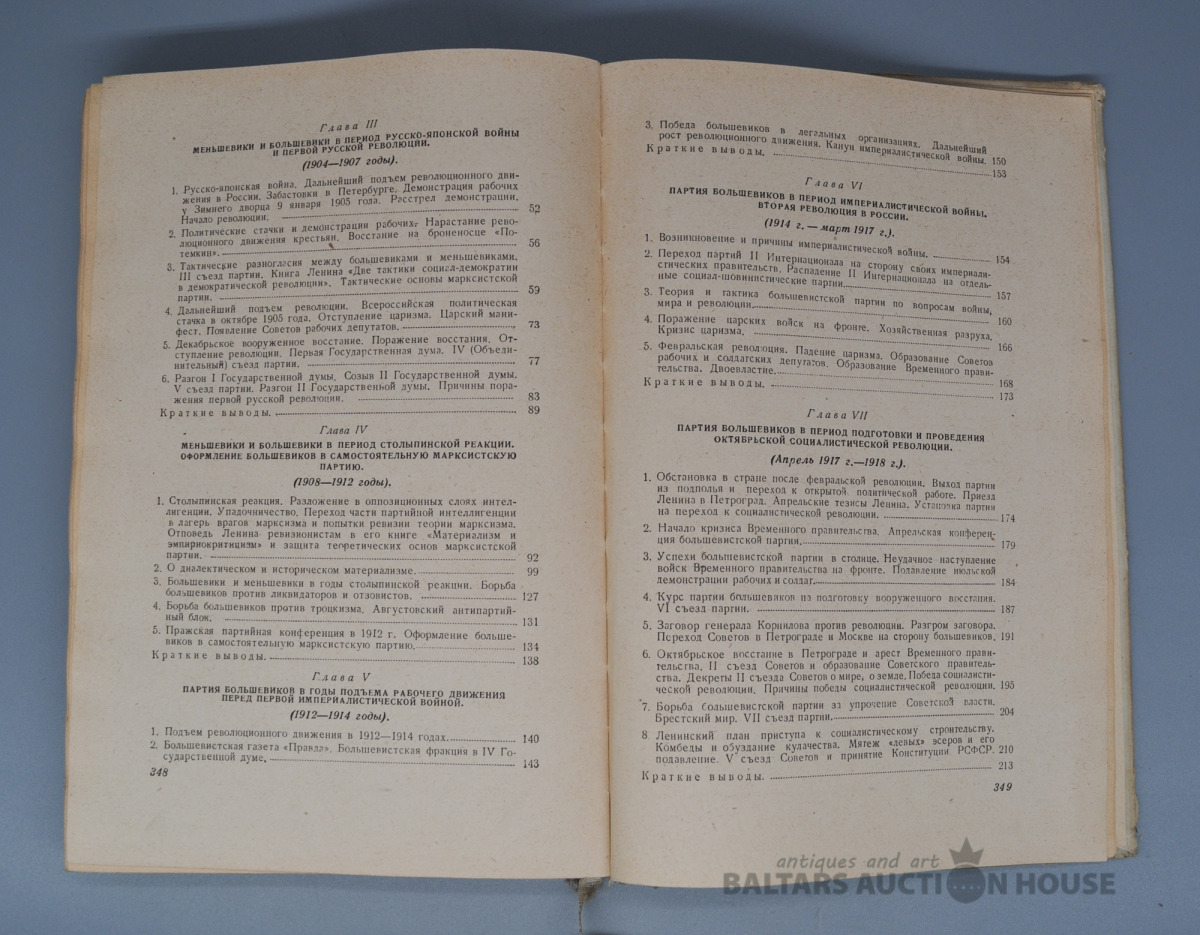 Глава III
МЕНЬШЕВИКИ И БОЛЬШЕВИКИ В ПЕРИОД РУССКО-ЯПОНСКОЙ ВОЙНЫ
И ПЕРВОЙ РУССКОЙ РЕВОЛЮЦИИ.
(1904—1907 годы).
1. Русско-японская война. Дальнейший подъем революционного дви-
жения в России. Забастовки в Петербурге. Демонстрация рабочих
у Зимнего дворца 9 января 1905 года. Расстрел демонстрации.
Начало революции. 52
2. Политические стачки и демонстрации рабочих. Нарастание рево-
люционного движения крестьян. Восстание на броненосце «По-
темкин». 56
3. Тактические разногласия между большевиками и меньшевиками.
III съезд партии. Книга Ленина «Две тактики социал-демократии
в демократической революции». Тактические основы марксистской
партии. 59
4. Дальнейший подъем революции. Всероссийская политическая
стачка в октябре 1905 года. Отступление царизма. Царский мани-
фест. Появление Советов рабочих депутатов. 73
5. Декабрьское вооруженное восстание. Поражение восстания. От-
ступление революции. Первая Государственная дума. IV (Объеди-
нительный) съезд партии. 77
6. Разгон I Государственной думы. Созыв II Государственной думы.
V съезд партии. Разгон II Государственной думы. Причины пора-
жения первой русской революции. 83
Краткие выводы. 89
Глава IV
МЕНЬШЕВИКИ И БОЛЬШЕВИКИ В ПЕРИОД СТОЛЫПИНСКОЙ РЕАКЦИИ.
ОФОРМЛЕНИЕ БОЛЬШЕВИКОВ В САМОСТОЯТЕЛЬНУЮ МАРКСИСТСКУЮ
ПАРТИЮ.
(1908—1912 годы).
1. Столыпинская реакция. Разложение в оппозиционных слоях интел-
лигенции. Упадочничество. Переход части партийной интеллигенции
в лагерь врагов марксизма и попытки ревизии теории марксизма.
Отповедь Ленина ревизионистам в его книге «Материализм и
эмпириокритицизм» и защита теоретических основ марксистской
партии. 92
2. О диалектическом и историческом материализме. 99
3. Большевики и меньшевики в годы столыпинской реакции. Борьба
большевиков против ликвидаторов и отзовистов. 127
4. Борьба большевиков против троцкизма. Августовский антипартий-
ный блок. 131
5. Пражская партийная конференция в 1912 г. Оформление больше-
виков в самостоятельную марксистскую партию. 134
Краткие выводы. 138
Глава V
ПАРТИЯ БОЛЬШЕВИКОВ В ГОДЫ ПОДЪЕМА РАБОЧЕГО ДВИЖЕНИЯ
ПЕРЕД ПЕРВОЙ ИМПЕРИАЛИСТИЧЕСКОЙ ВОЙНОЙ.
(1912—1914 годы).
1. Подъем революционного движения в 1912—1914 годах. 140
2. Большевистская газета «Правда». Большевистская фракция в IV Го-
сударственной думе. 143
348
3. Победа большевиков в легальных организациях. Дальнейший
рост революционного движения. Канун империалистической войны. 150
Краткие выводы. 153
Глава VI
ПАРТИЯ БОЛЬШЕВИКОВ В ПЕРИОД ИМПЕРИАЛИСТИЧЕСКОЙ ВОЙНЫ.
ВТОРАЯ РЕВОЛЮЦИЯ В РОССИИ.
(1914 г.—март 1917 г.).
1. Возникновение и причины империалистической войны. 154
2. Переход партий II Интернационала на сторону своих империали-
стических правительств. Распадение II Интернационала на отдель-
ные социал-шовинистические партии. 157
3. Теория и тактика большевистской партии по вопросам войны,
мира и революции. 160
4. Поражение царских войск на фронте. Хозяйственная разруха.
Кризис царизма. 166
5. Февральская революция. Падение царизма. Образование Советов
рабочих и солдатских депутатов. Образование Временного прави-
тельства. Двоевластие. 168
Краткие выводы. 173
Глава VII
ПАРТИЯ БОЛЬШЕВИКОВ В ПЕРИОД ПОДГОТОВКИ И ПРОВЕДЕНИЯ
ОКТЯБРЬСКОЙ СОЦИАЛИСТИЧЕСКОЙ РЕВОЛЮЦИИ.
(Апрель 1917 г.—1918 г.).
1. Обстановка в стране после февральской революции. Выход партии
из подполья и переход к открытой политической работе. Приезд
Ленина в Петроград. Апрельские тезисы Ленина. Установка партии
на переход к социалистической революции. 174
2. Начало кризиса Временного правительства. Апрельская конферен-
ция большевистской партии. 179
3. Успехи большевистской партии в столице. Неудачное наступление
войск Временного правительства на фронте. Подавление июльской
демонстрации рабочих и солдат. 184
4. Курс партии большевиков на подготовку вооруженного восстания.
VI съезд партии. 187
5. Заговор генерала Корнилова против революции. Разгром заговора.
Переход Советов в Петрограде и Москве на сторону большевиков. 191
6. Октябрьское восстание в Петрограде и арест Временного прави-
тельства. II съезд Советов и образование Советского правитель-
ства. Декреты II съезда Советов о мире, о земле. Победа социалисти-
ческой революции. Причины победы социалистической революции. 195
7. Борьба большевистской партии за упрочение Советской власти.
Брестский мир. VII съезд партии. 204
8 Ленинский план приступа к социалистическому строительству.
Комбеды и обуздание кулачества. Мятеж «левых» эсеров и его
подавление. V съезд Советов и принятие Конституции РСФСР. 210
Краткие выводы. 213
349
antiques and art
BALTARS AUCTION HOUSE